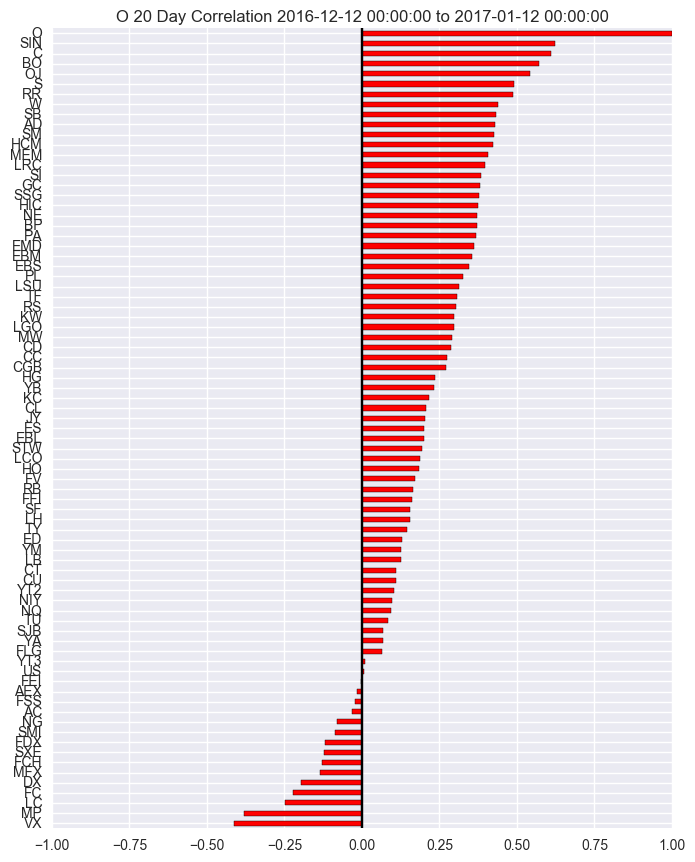 O 20 Day Correlation 2016-12-12 00:00:00 to 2017-01-12 00:00:00
O
SIN
C
BO
OJ
S
RR
W
SB
AD
SM
HCM
MEM
LRC
SI
GC
SSG
HIC
NE
BP
PA
EMD
EBM
EBS
PL
LSU
TF
RS
KW
LGO
MW
CD
CC
CGB
HG
YB
KC
CL
JY
ES
EBL
STW
LCO
HO
FV
RB
FFI
SF
LH
TY
ED
YM
LB
CT
CU
YT2
NIY
NQ
TU
SJB
YA
FLG
YT3
US
FEI
AEX
FSS
AC
NG
SMI
FDX
SXE
FCH
MFX
DX
FC
LC
MP
VX
−1.00 −0.75 −0.50 −0.25 0.00 0.25 0.50 0.75 1.00